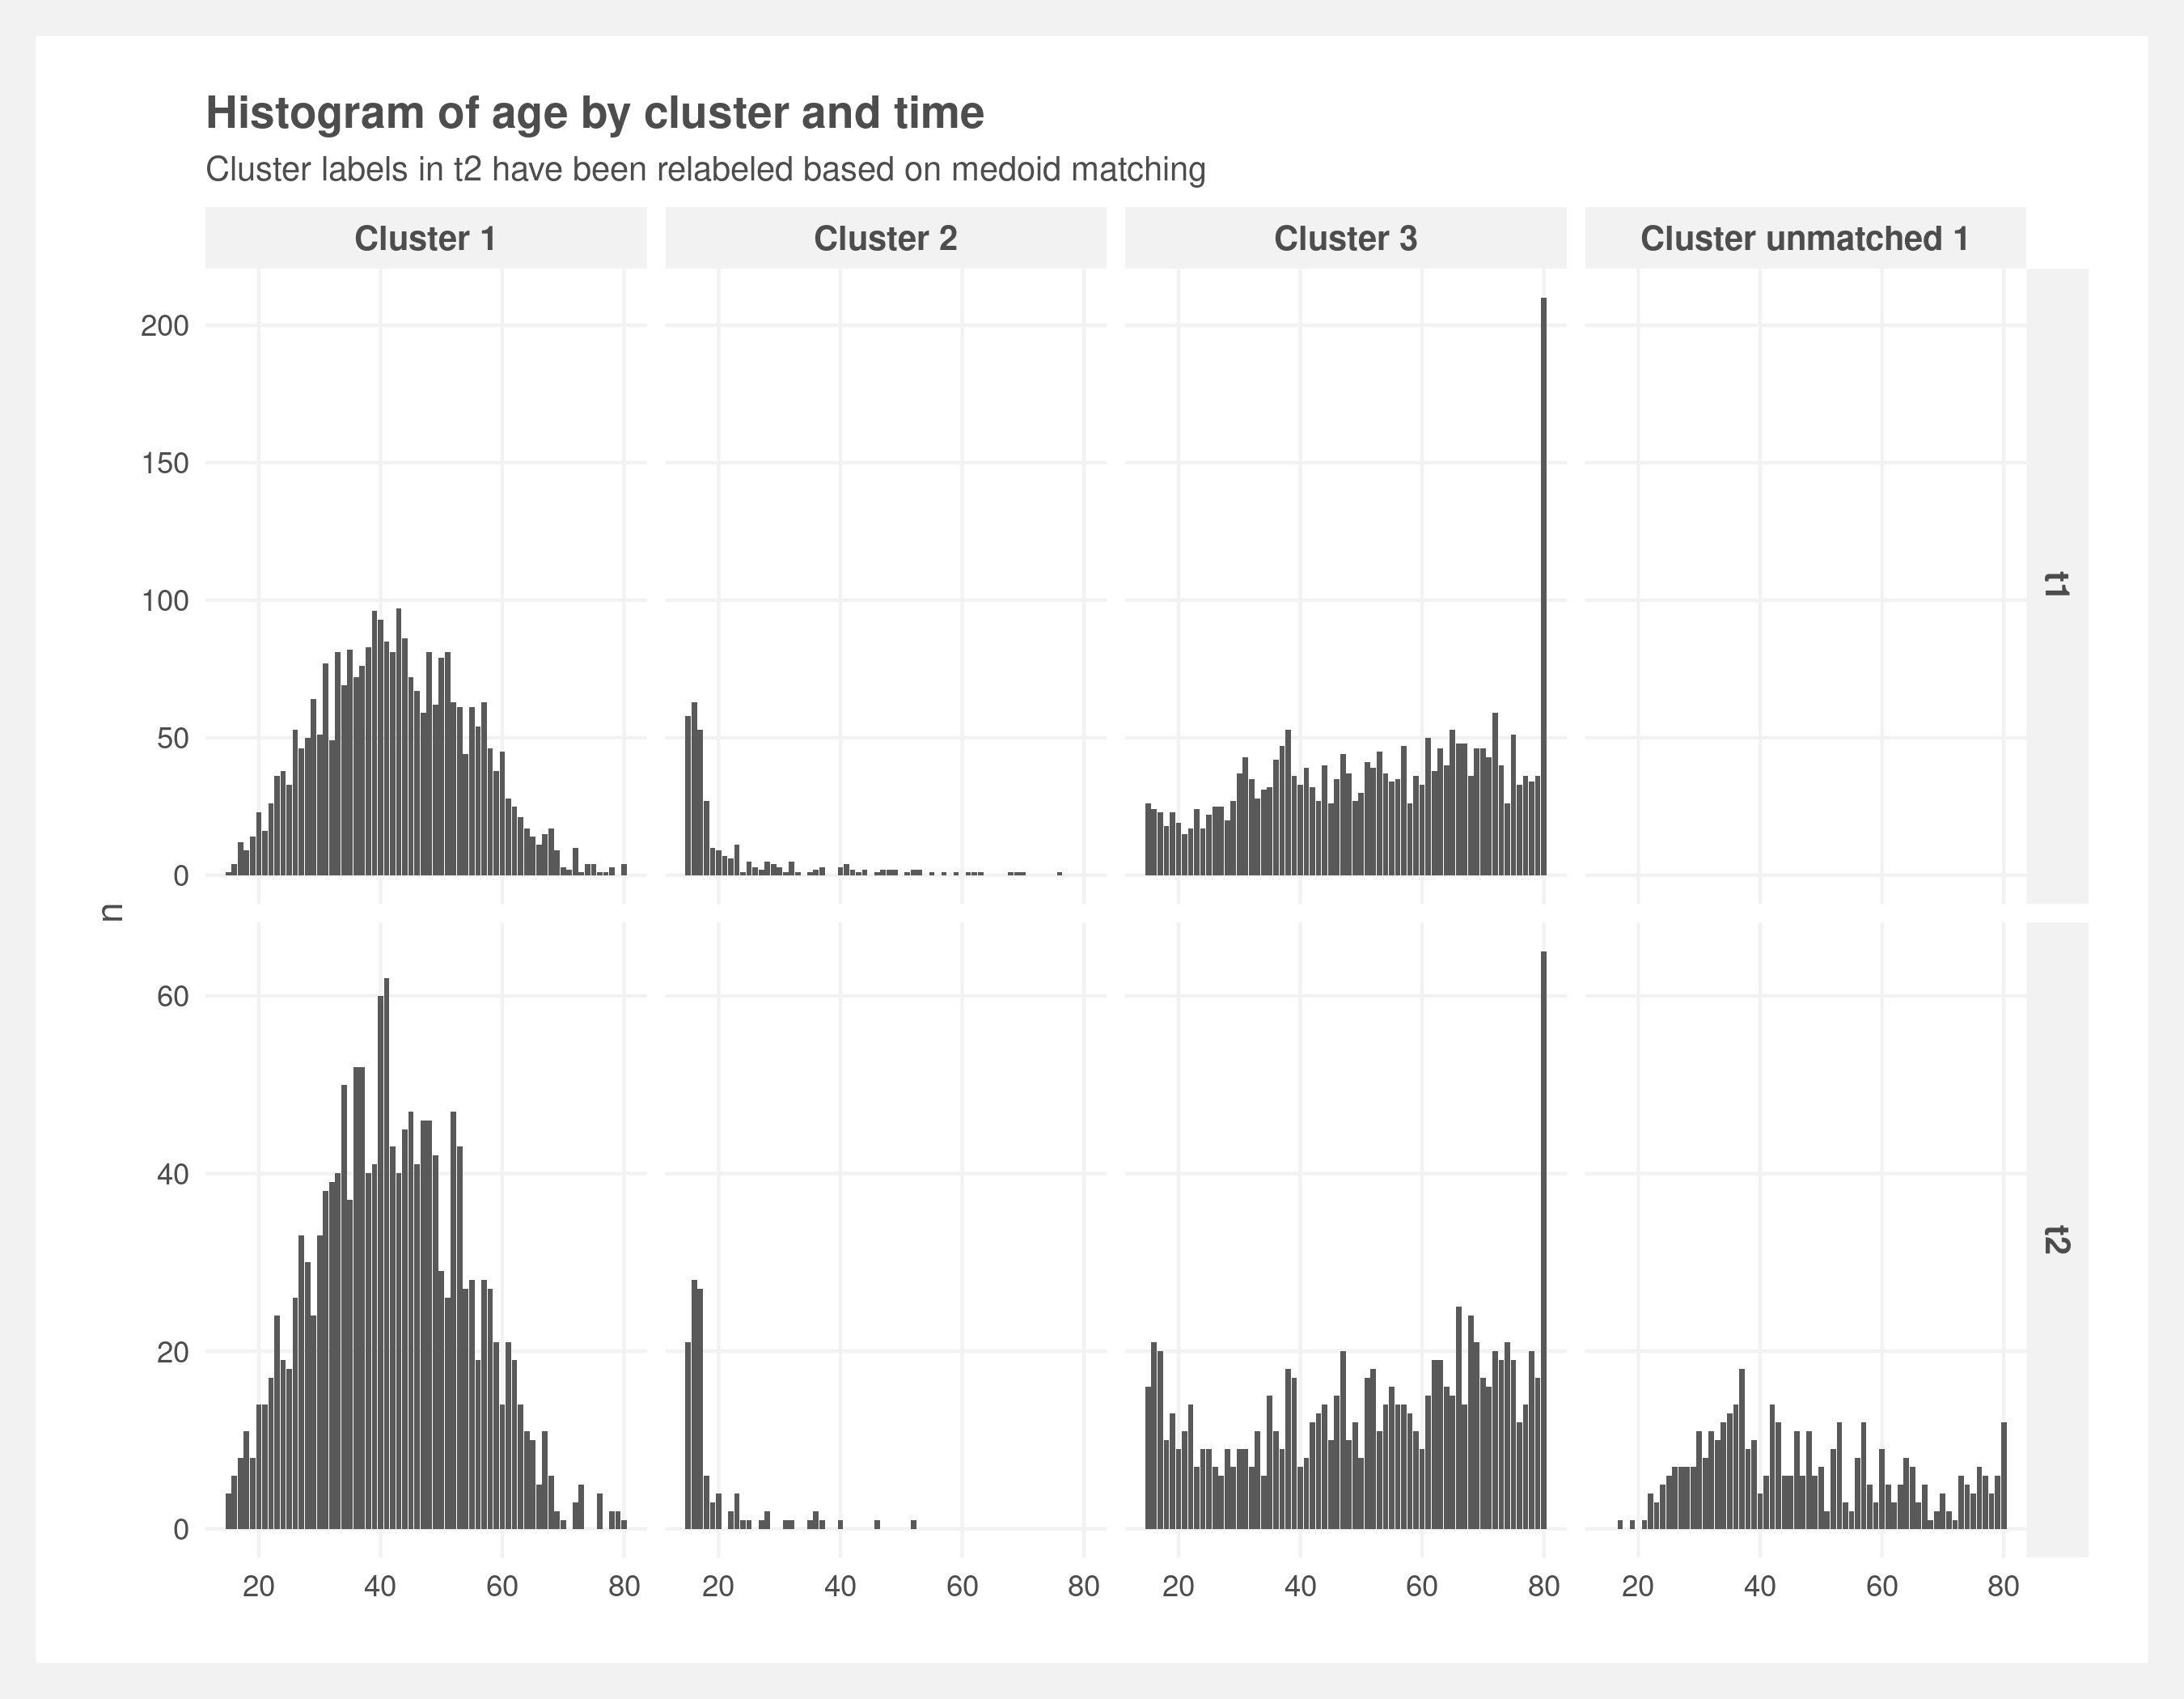 Histogram of age by cluster and time
Cluster labels in t2 have been relabeled based on medoid matching
Cluster 1 Cluster 2 Cluster 3 Cluster unmatched 1
200
150
100
50
0
t1
n
60
40
20
0
t2
20 40 60 80 20 40 60 80 20 40 60 80 20 40 60 80